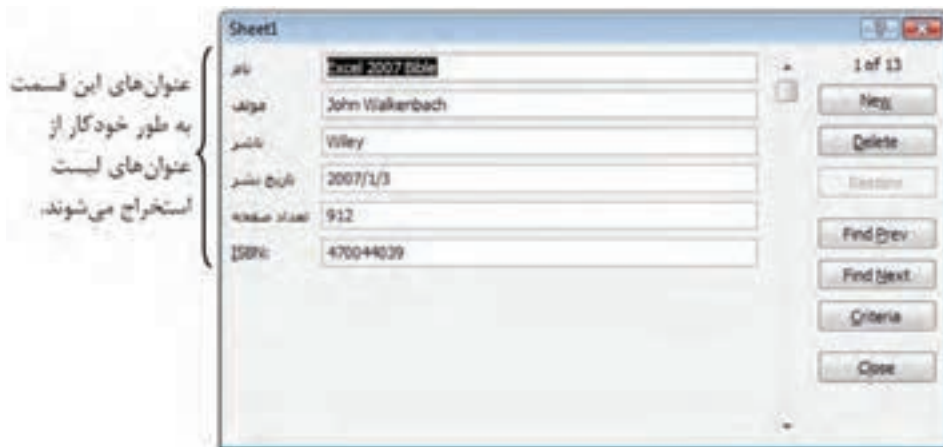 Sheet1
عنوان‌های این قسمت
به طور خودکار از
عنوان‌های لیست
استخراج می‌شوند.
نام
Excel 2007 Bible
مولف
John Walkenbach
ناشر
Wiley
تاریخ نشر
2007/1/3
تعداد صفحه
912
ISBN:
470044039
1 of 13
New
Delete
Restore
Find Prev
Find Next
Criteria
Close